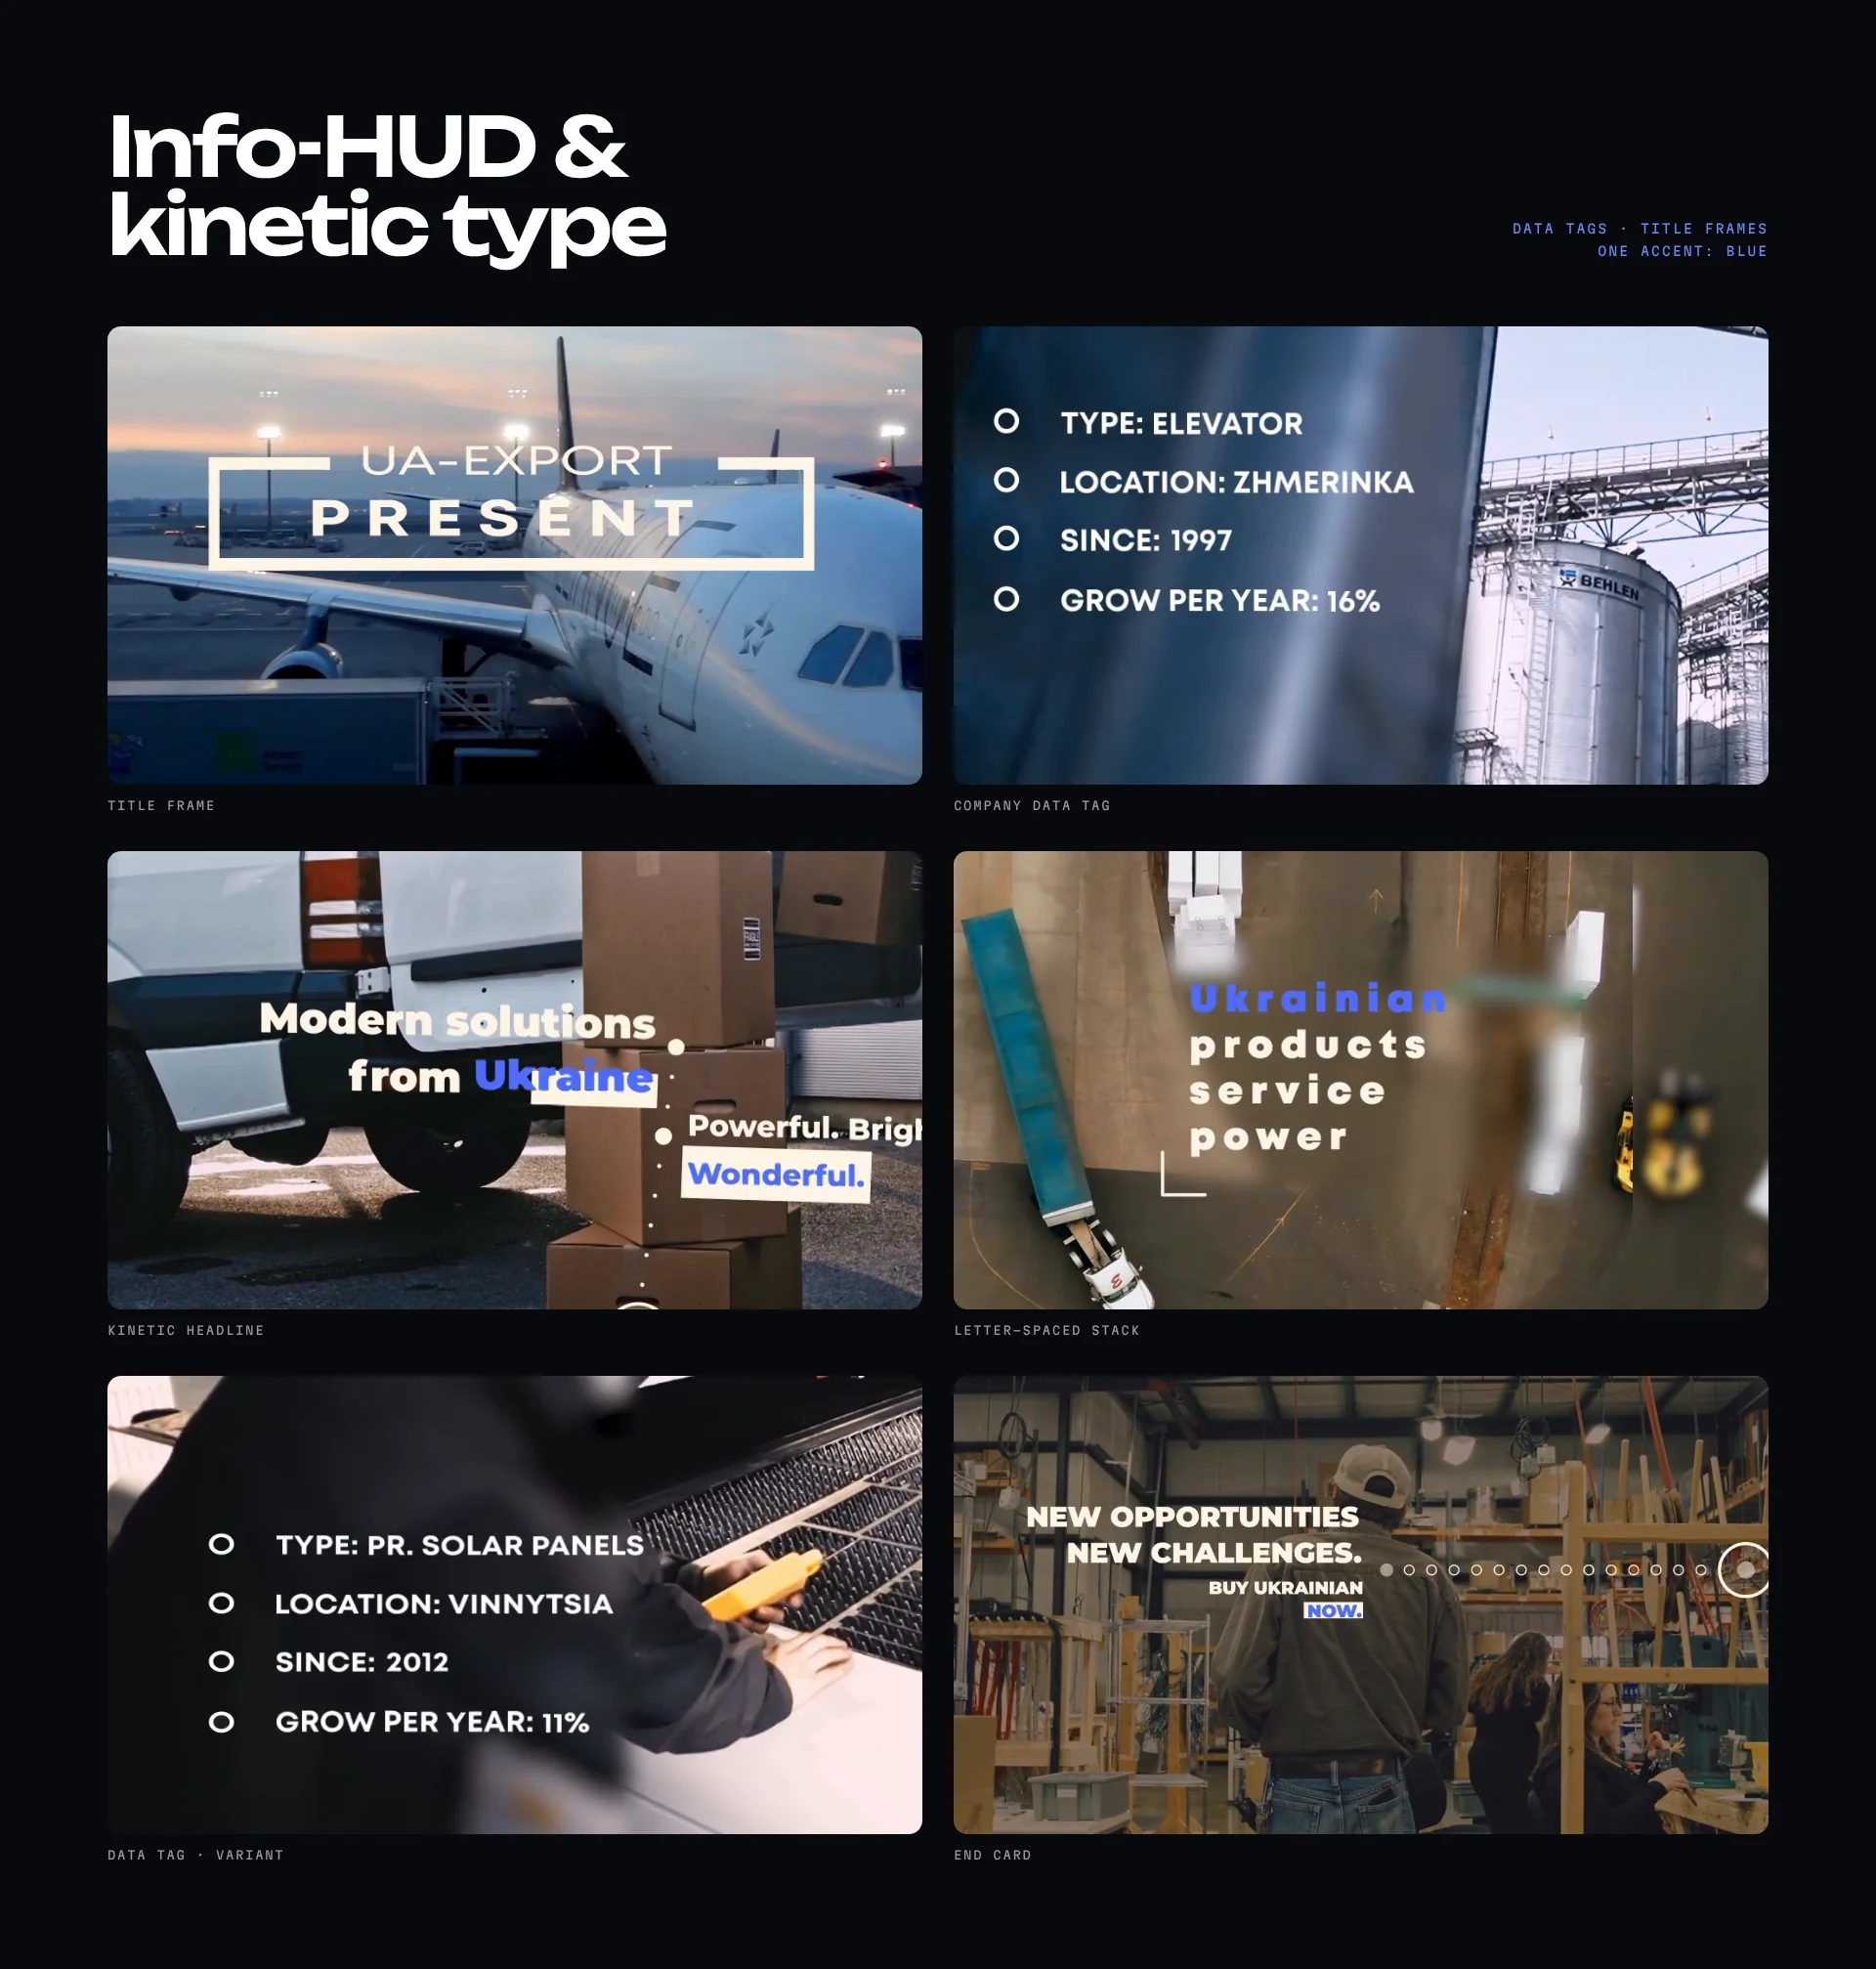 Info-HUD &
kinetic type
DATA TAGS · TITLE FRAMES
ONE ACCENT: BLUE
UA-EXPORT
PRESENT
TITLE FRAME
TYPE: ELEVATOR
LOCATION: ZHMERINKA
SINCE: 1997
GROW PER YEAR: 16%
BEHLEN
COMPANY DATA TAG
Modern solutions
from Ukraine
Powerful. Brigh
Wonderful.
KINETIC HEADLINE
Ukrainian
products
service
power
LETTER-SPACED STACK
TYPE: PR. SOLAR PANELS
LOCATION: VINNYTSIA
SINCE: 2012
GROW PER YEAR: 11%
DATA TAG · VARIANT
NEW OPPORTUNITIES
NEW CHALLENGES.
BUY UKRAINIAN
NOW.
END CARD